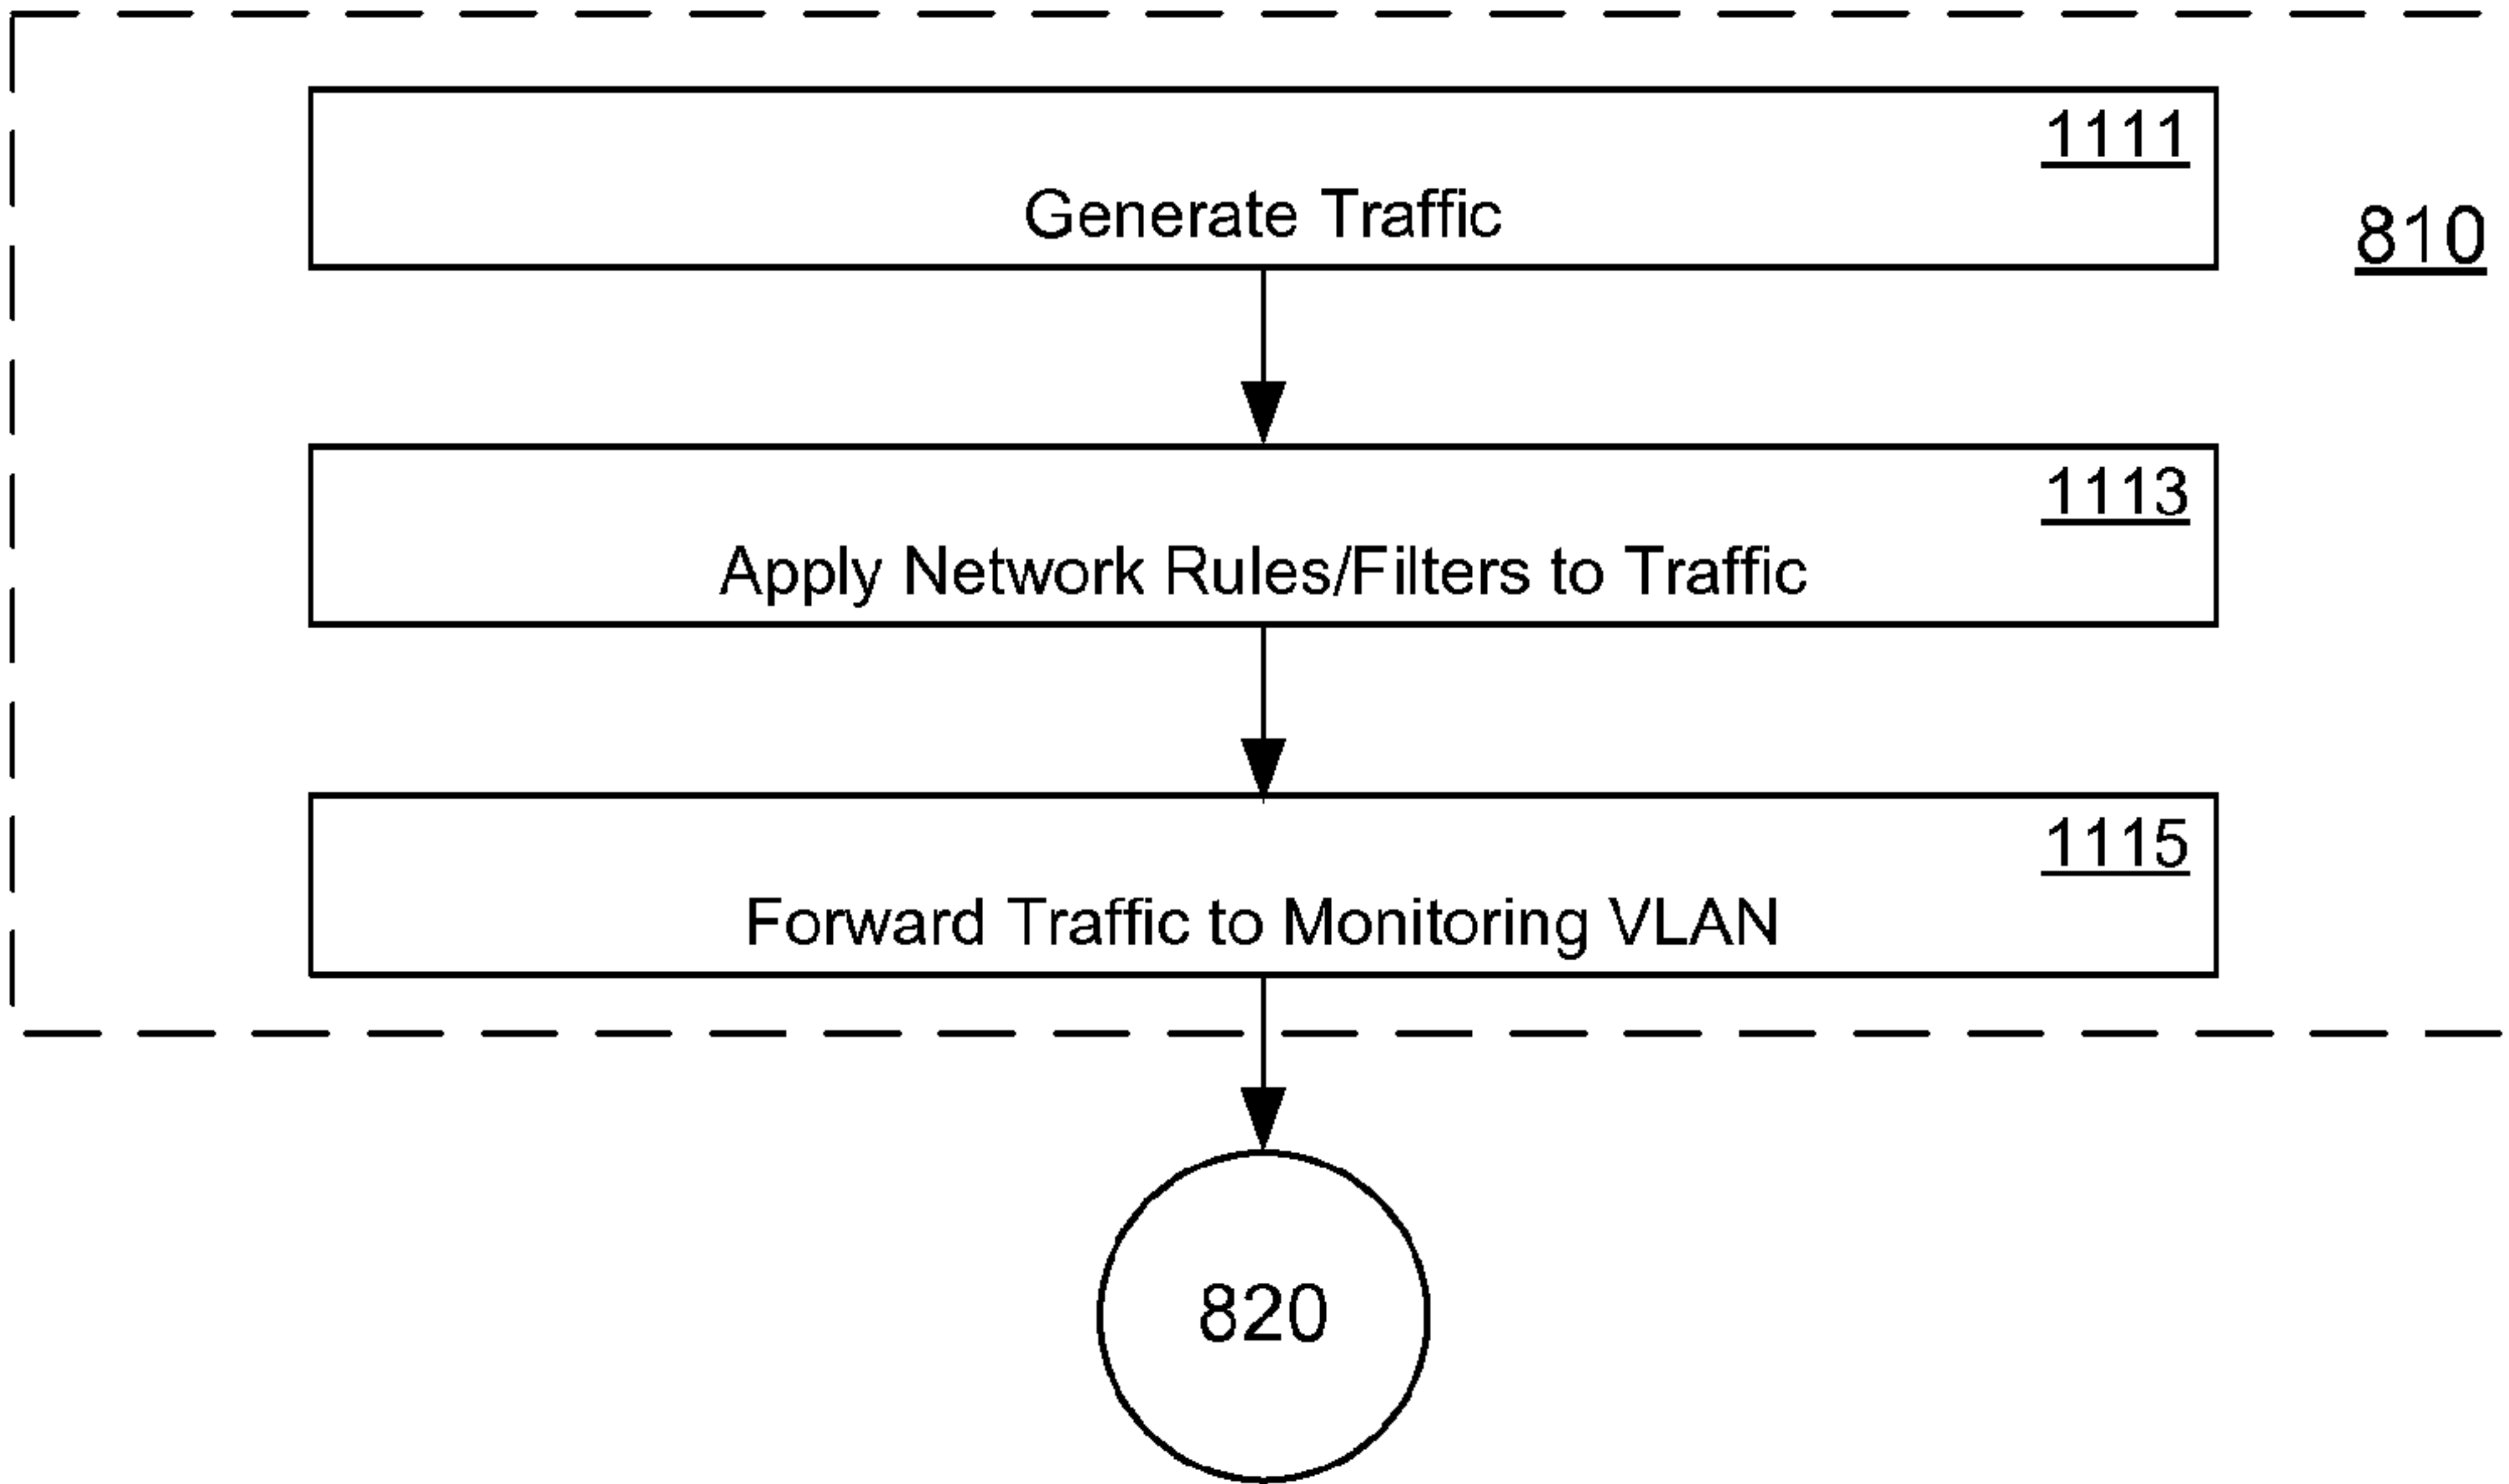 1111
Generate Traffic
810
1113
Apply Network Rules/Filters to Traffic
1115
Forward Traffic to Monitoring VLAN
820